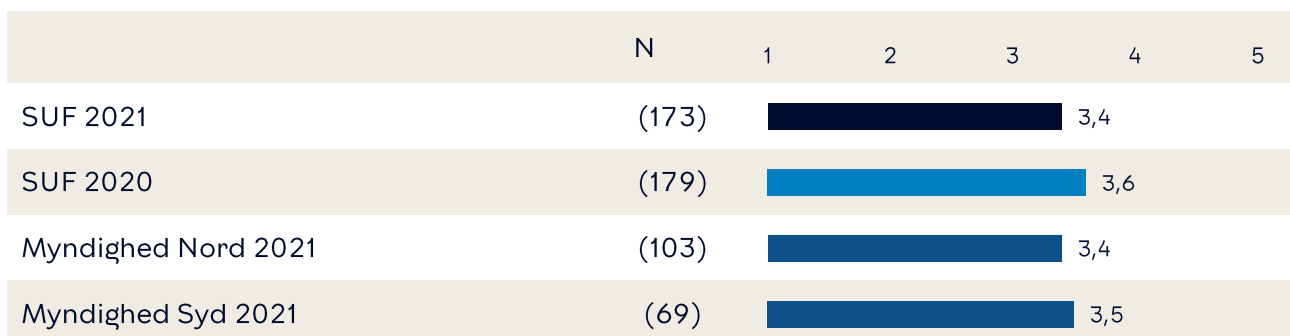 N 1 2 3 4 5
SUF 2021 (173) 3,4
SUF 2020 (179) 3,6
Myndighed Nord 2021 (103) 3,4
Myndighed Syd 2021 (69) 3,5